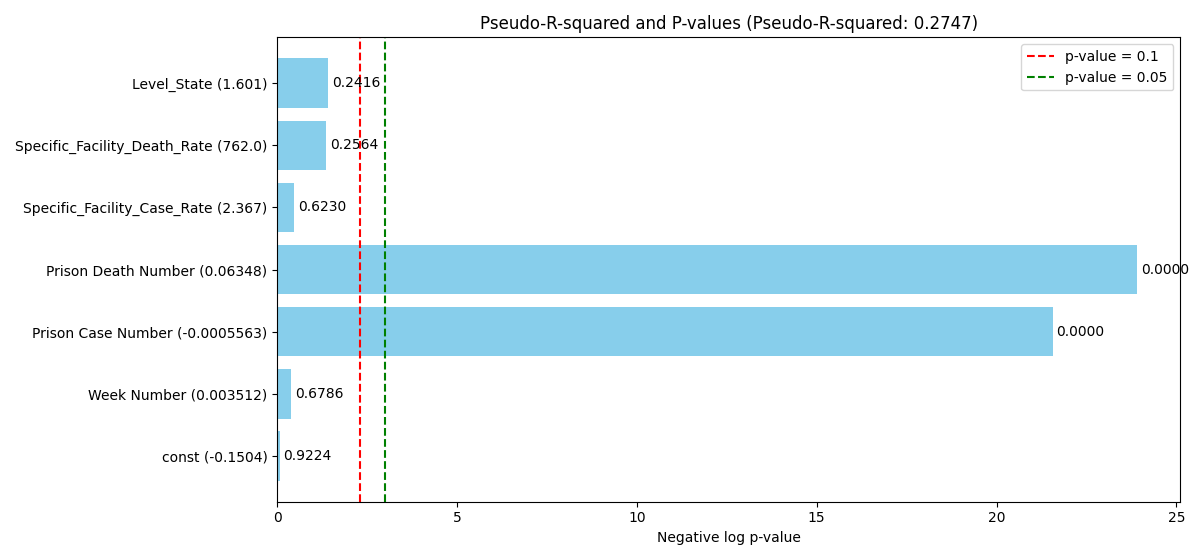 Pseudo-R-squared and P-values (Pseudo-R-squared: 0.2747)
p-value = 0.1
p-value = 0.05
Level_State (1.601)
0.2416
Specific_Facility_Death_Rate (762.0)
0.2564
Specific_Facility_Case_Rate (2.367)
0.6230
Prison Death Number (0.06348)
0.0000
Prison Case Number (-0.0005563)
0.0000
Week Number (0.003512)
0.6786
const (-0.1504)
0.9224
0 5 10 15 20 25
Negative log p-value